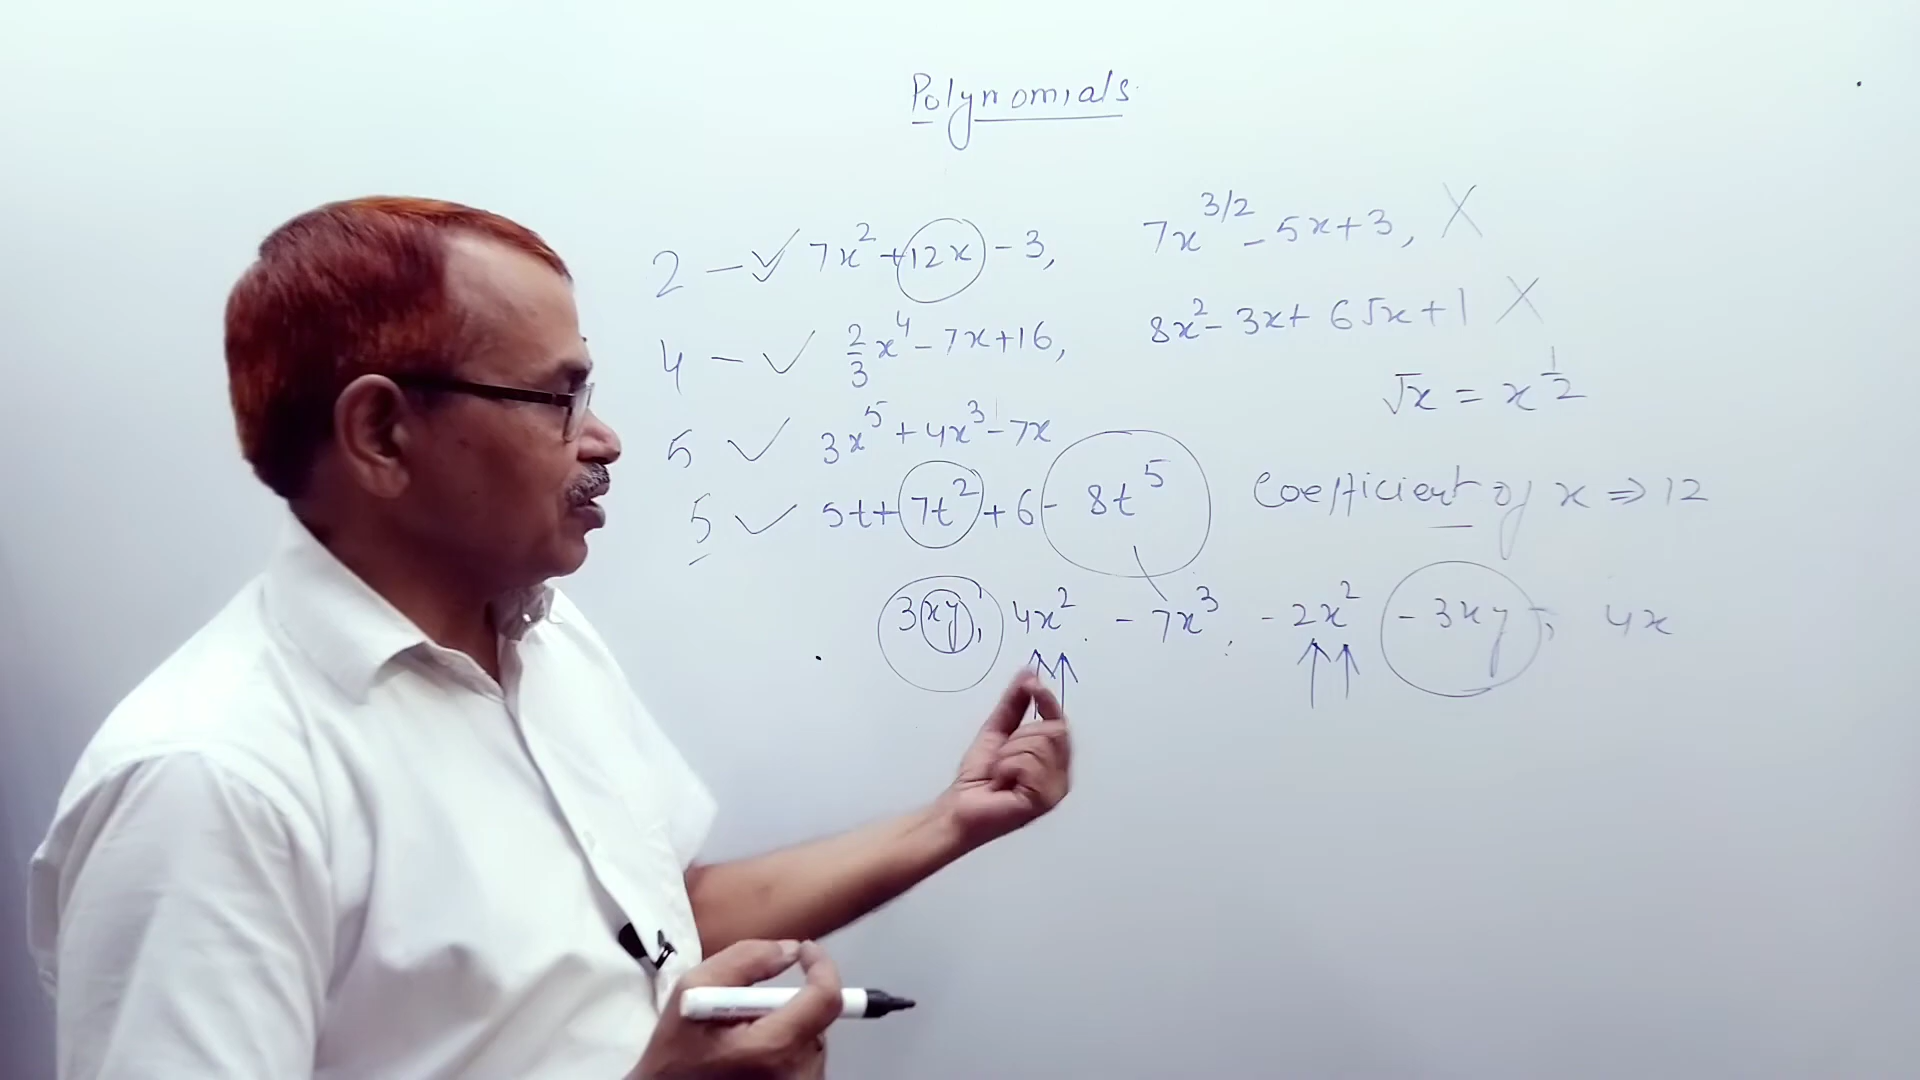 Polynomials
2 – ✓ 7x² + 12x – 3, 7x^3/2 – 5x + 3, X
4 – ✓ 2/3 x⁴ – 7x + 16, 8x² – 3x + 6√x + 1 X
√x = x^1/2
5 ✓ 3x⁵ + 4x³ – 7x
5 ✓ 5t + 7t² + 6 – 8t⁵ Coefficient of x ⇒ 12
3xy, 4x², – 7x³, – 2x² – 3xy, 4x